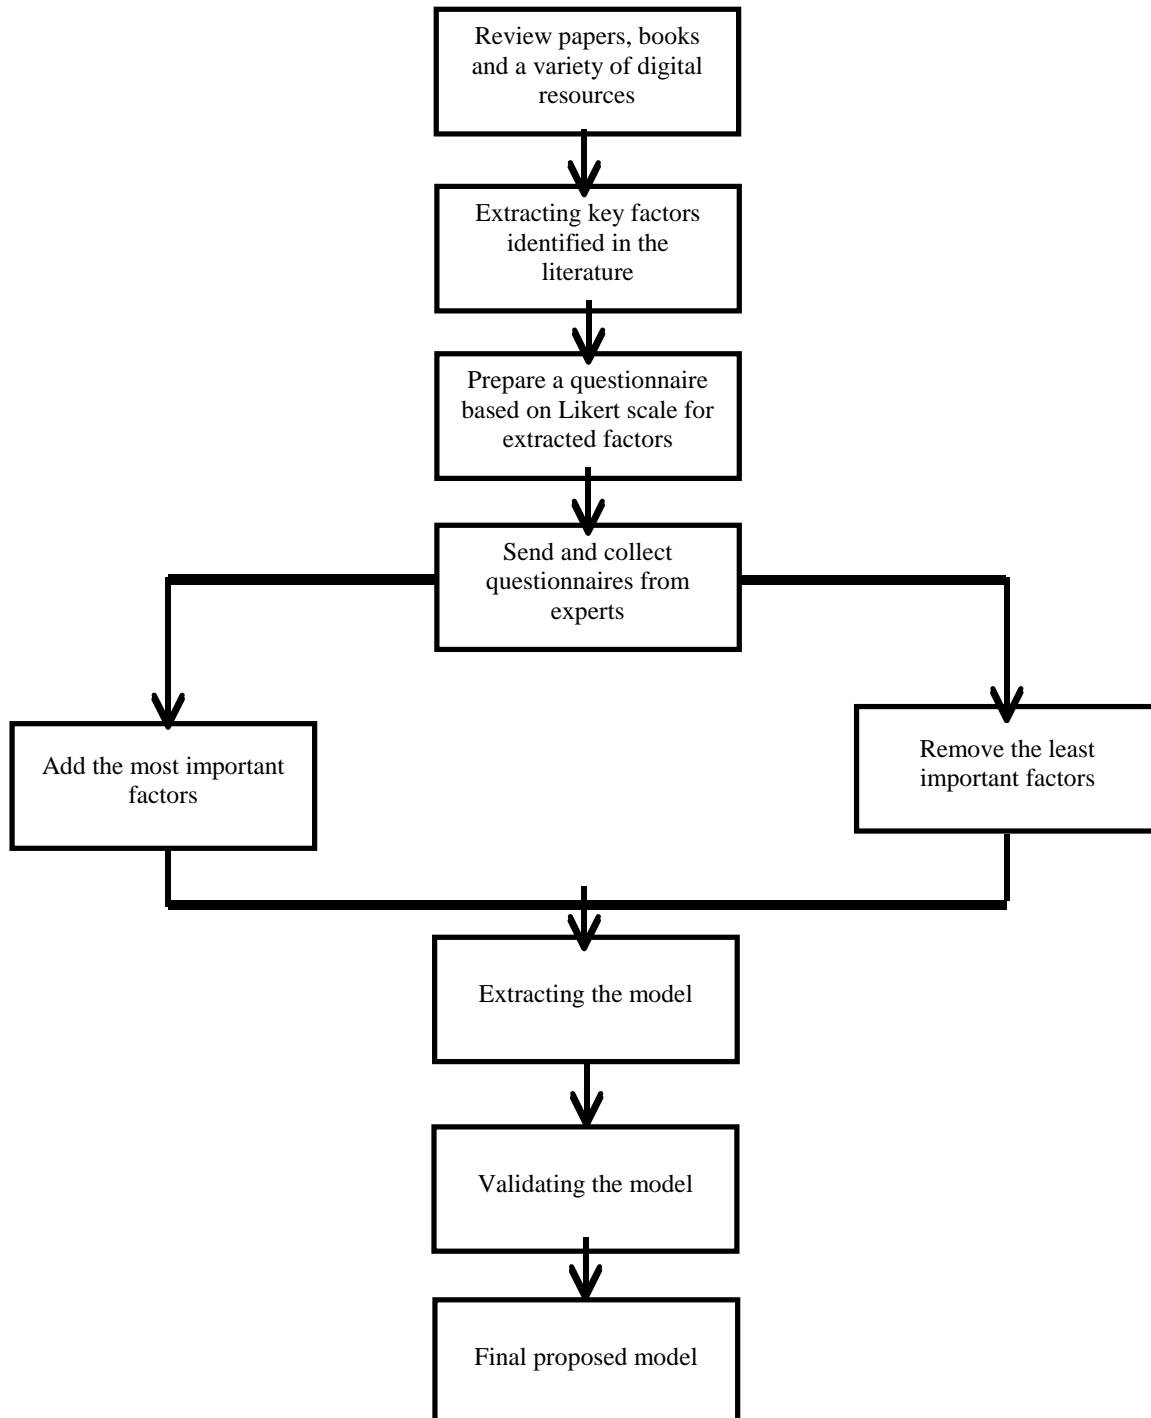 Review papers, books
and a variety of digital
resources
Extracting key factors
identified in the
literature
Prepare a questionnaire
based on Likert scale for
extracted factors
Send and collect
questionnaires from
experts
Add the most important
factors
Remove the least
important factors
Extracting the model
Validating the model
Final proposed model